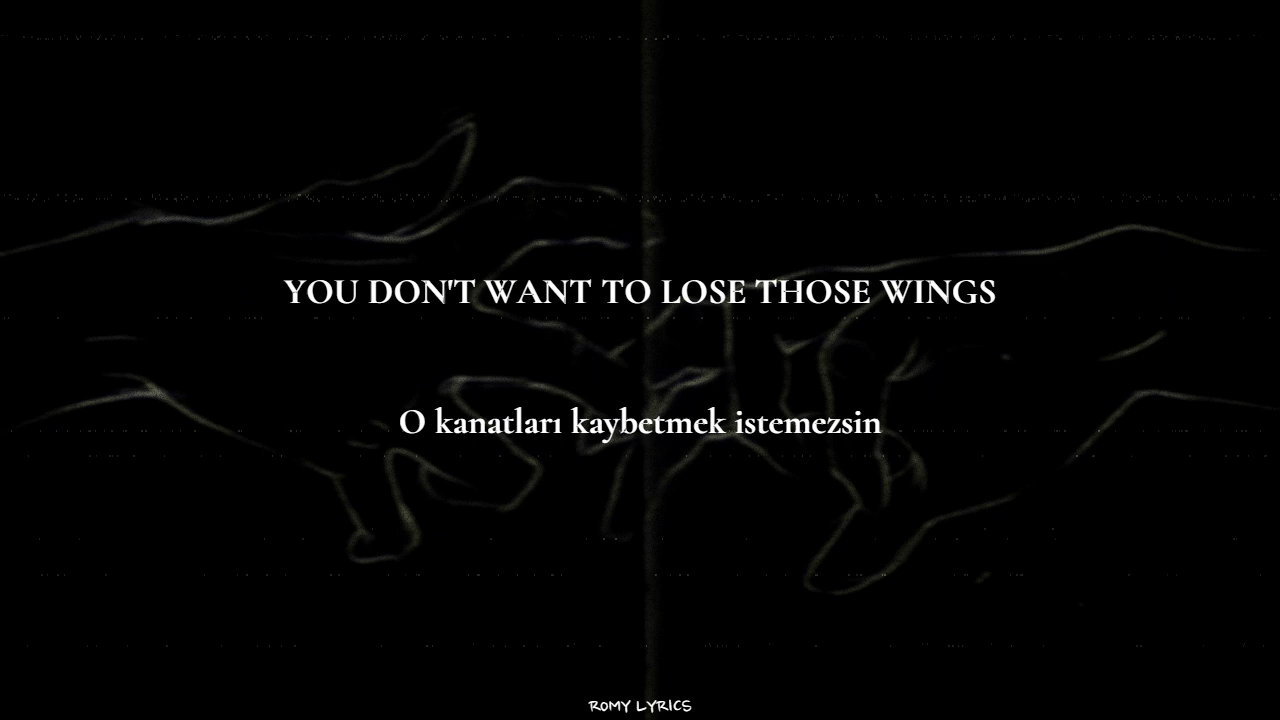 YOU DON'T WANT TO LOSE THOSE WINGS
O kanatları kaybetmek istemezsin
ROMY LYRICS